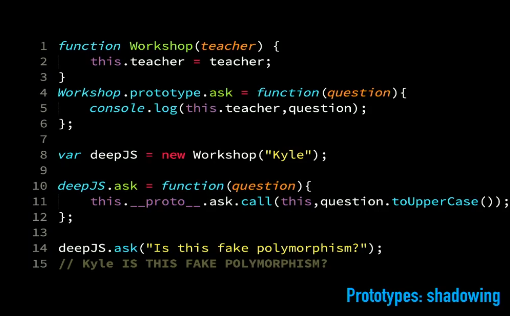 1 function Workshop(teacher) {
2     this.teacher = teacher;
3 }
4 Workshop.prototype.ask = function(question){
5     console.log(this.teacher,question);
6 };
7
8 var deepJS = new Workshop("Kyle");
9
10 deepJS.ask = function(question){
11     this.__proto__.ask.call(this,question.toUpperCase());
12 };
13
14 deepJS.ask("Is this fake polymorphism?");
15 // Kyle IS THIS FAKE POLYMORPHISM?
Prototypes: shadowing